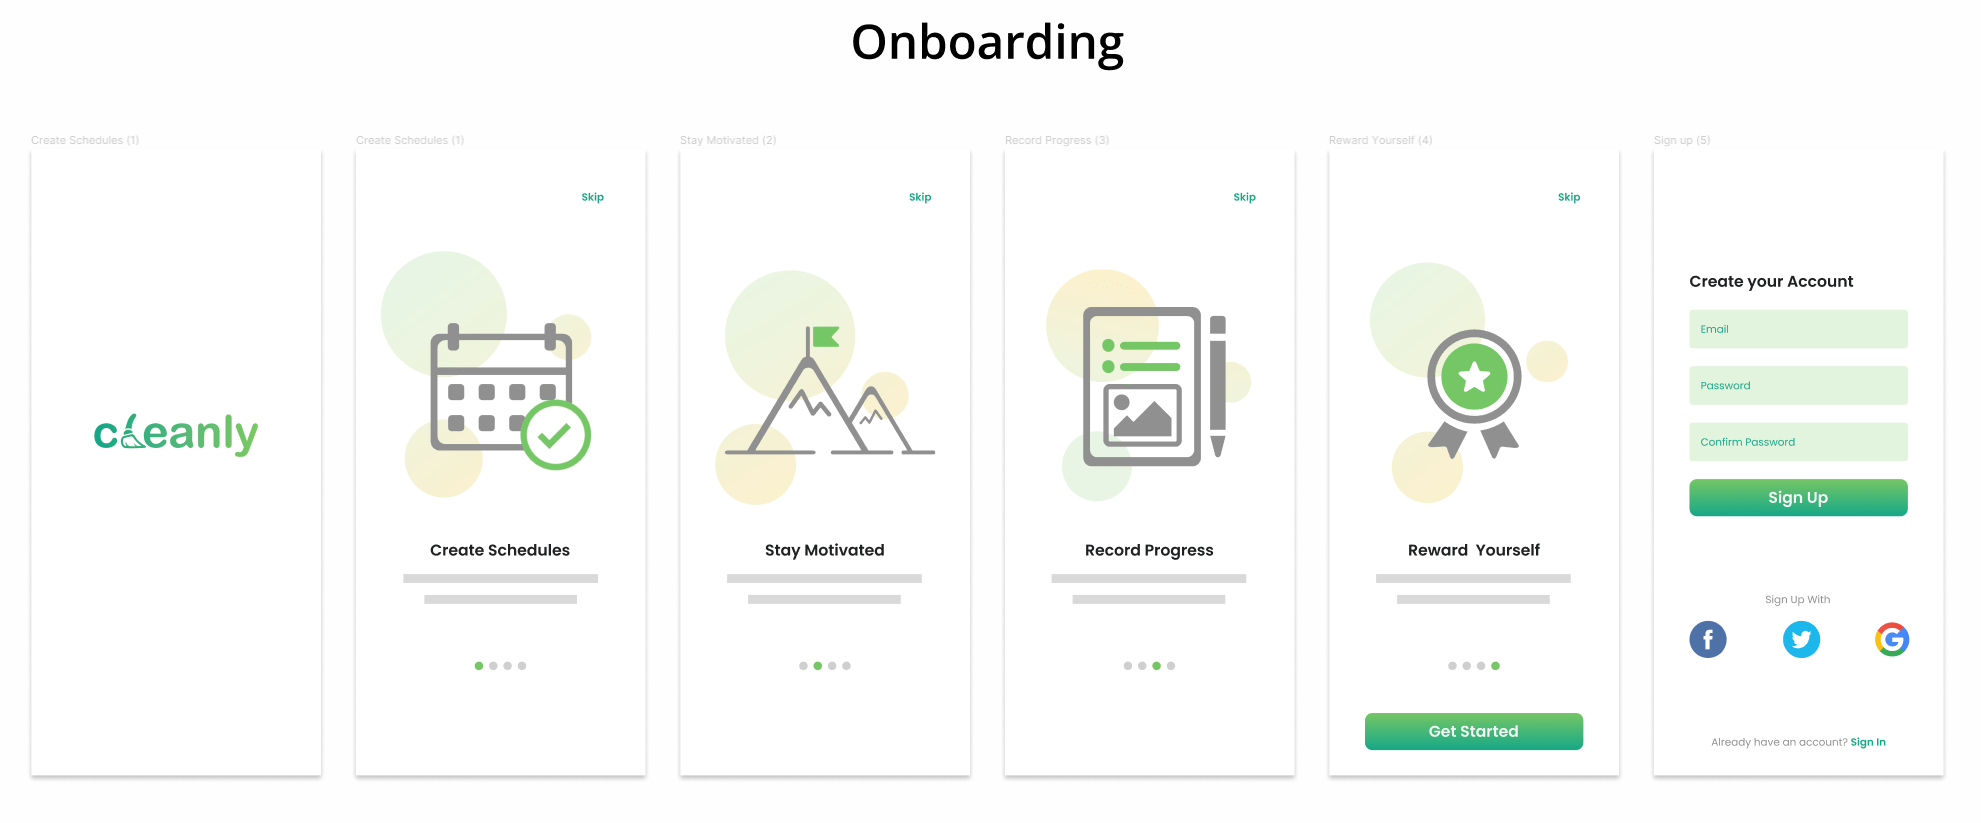 Onboarding
Create Schedules (1)
cleanly
Create Schedules (1)
Skip
Create Schedules
Stay Motivated (2)
Skip
Stay Motivated
Record Progress (3)
Skip
Record Progress
Reward Yourself (4)
Skip
Reward Yourself
Get Started
Sign up (5)
Create your Account
Email
Password
Confirm Password
Sign Up
Sign Up With
Already have an account? Sign In